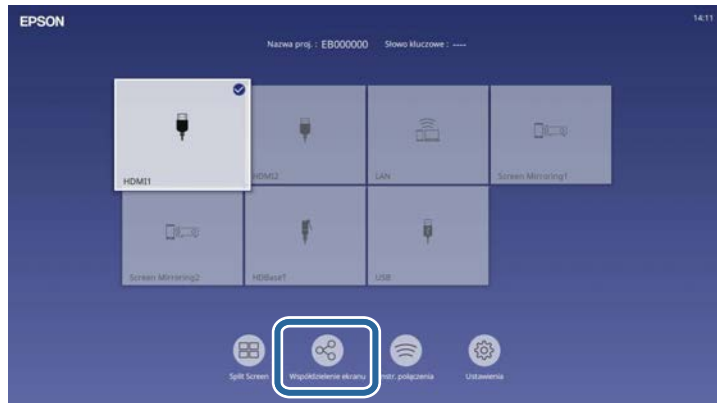 EPSON
14:11
Nazwa proj. : EB000000 Słowo kluczowe : ----
HDMI1
HDMI2
LAN
Screen Mirroring1
Screen Mirroring2
HDBaseT
USB
Split Screen
Współdzielenie ekranu
Instr. połączenia
Ustawienia